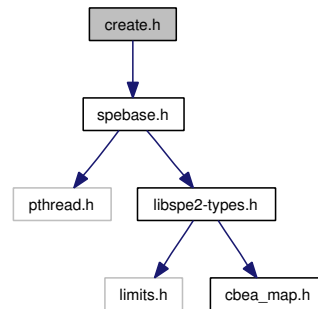 create.h
spebase.h
pthread.h
libspe2-types.h
limits.h
cbea_map.h